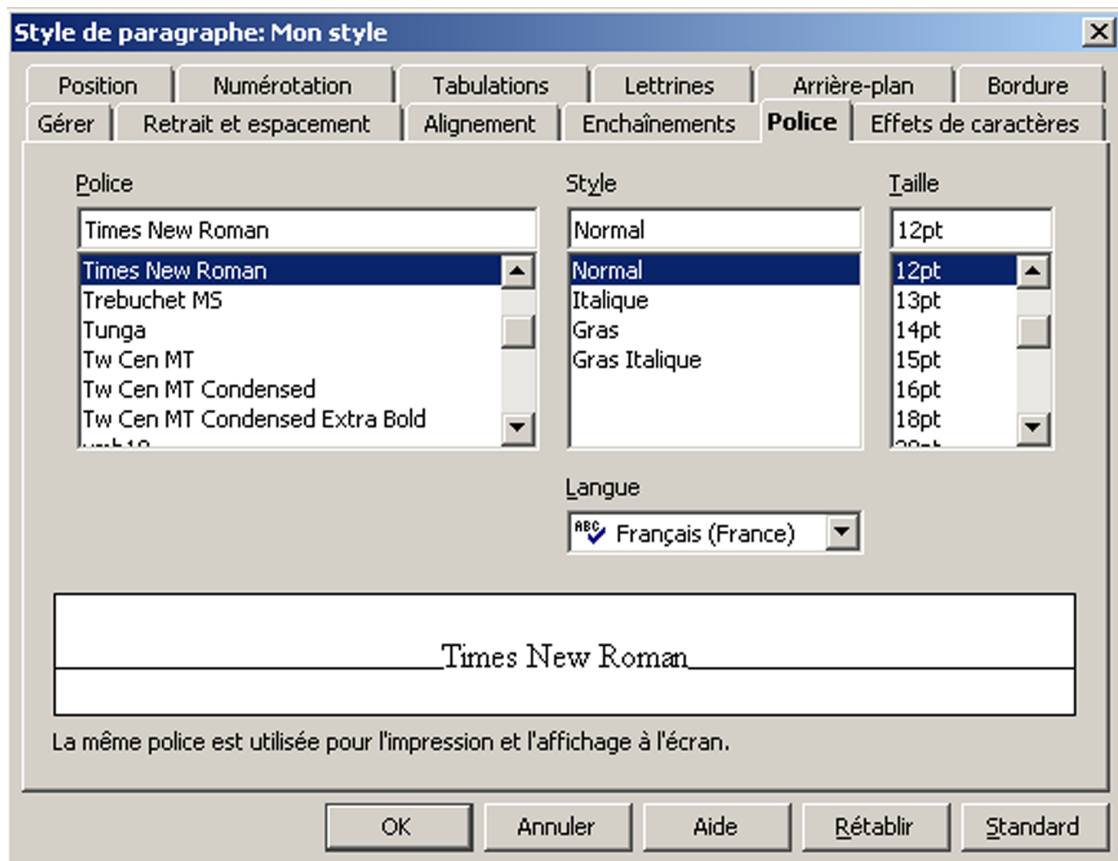 Style de paragraphe: Mon style
Position Numérotation Tabulations Lettrines Arrière-plan Bordure
Gérer Retrait et espacement Alignement Enchaînements Police Effets de caractères
Police Style Taille
Times New Roman Normal 12pt
Times New Roman Normal 12pt
Trebuchet MS Italique 13pt
Tunga Gras 14pt
Tw Cen MT Gras Italique 15pt
Tw Cen MT Condensed 16pt
Tw Cen MT Condensed Extra Bold 18pt
Langue
ABC Français (France)
Times New Roman
La même police est utilisée pour l'impression et l'affichage à l'écran.
OK Annuler Aide Rétablir Standard